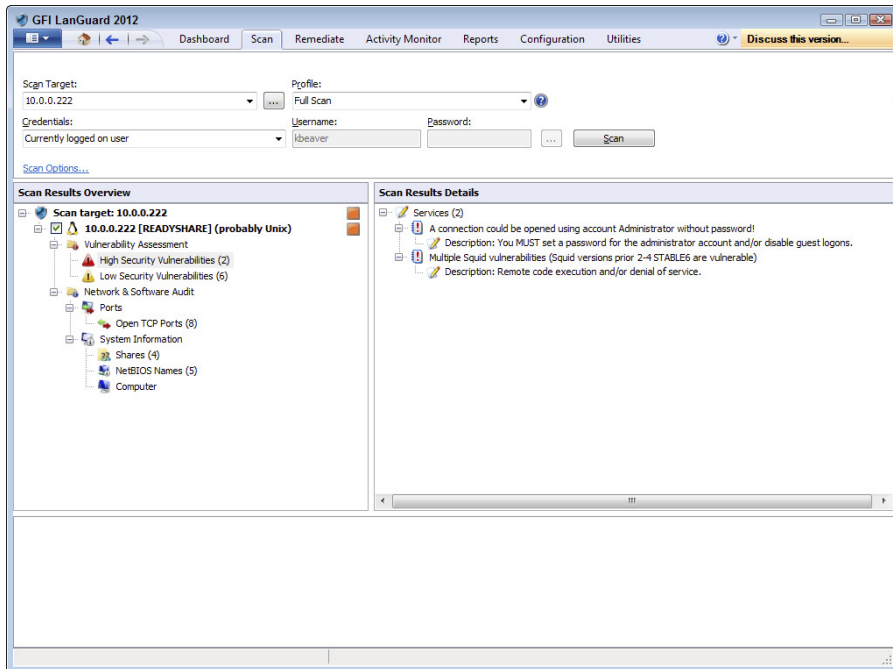 GFI LanGuard 2012
Dashboard Scan Remediate Activity Monitor Reports Configuration Utilities Discuss this version...
Scan Target: Profile:
10.0.0.222 ... Full Scan
Credentials: Username: Password:
Currently logged on user kbeaver ... Scan
Scan Options...
Scan Results Overview
Scan target: 10.0.0.222
10.0.0.222 [READYSHARE] (probably Unix)
Vulnerability Assessment
High Security Vulnerabilities (2)
Low Security Vulnerabilities (6)
Network & Software Audit
Ports
Open TCP Ports (8)
System Information
Shares (4)
NetBIOS Names (5)
Computer
Scan Results Details
Services (2)
A connection could be opened using account Administrator without password!
Description: You MUST set a password for the administrator account and/or disable guest logons.
Multiple Squid vulnerabilities (Squid versions prior 2-4 STABLE6 are vulnerable)
Description: Remote code execution and/or denial of service.